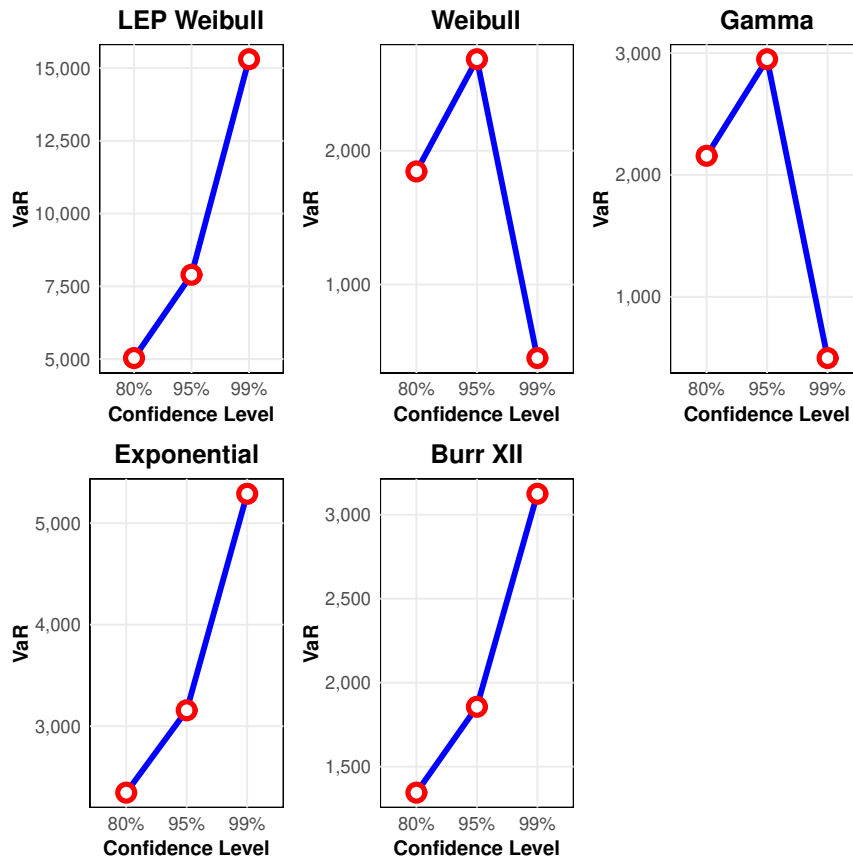 LEP Weibull
15,000
12,500
10,000
7,500
5,000
VaR
80% 95% 99%
Confidence Level
Weibull
2,000
1,000
VaR
80% 95% 99%
Confidence Level
Gamma
3,000
2,000
1,000
VaR
80% 95% 99%
Confidence Level
Exponential
5,000
4,000
3,000
VaR
80% 95% 99%
Confidence Level
Burr XII
3,000
2,500
2,000
1,500
VaR
80% 95% 99%
Confidence Level